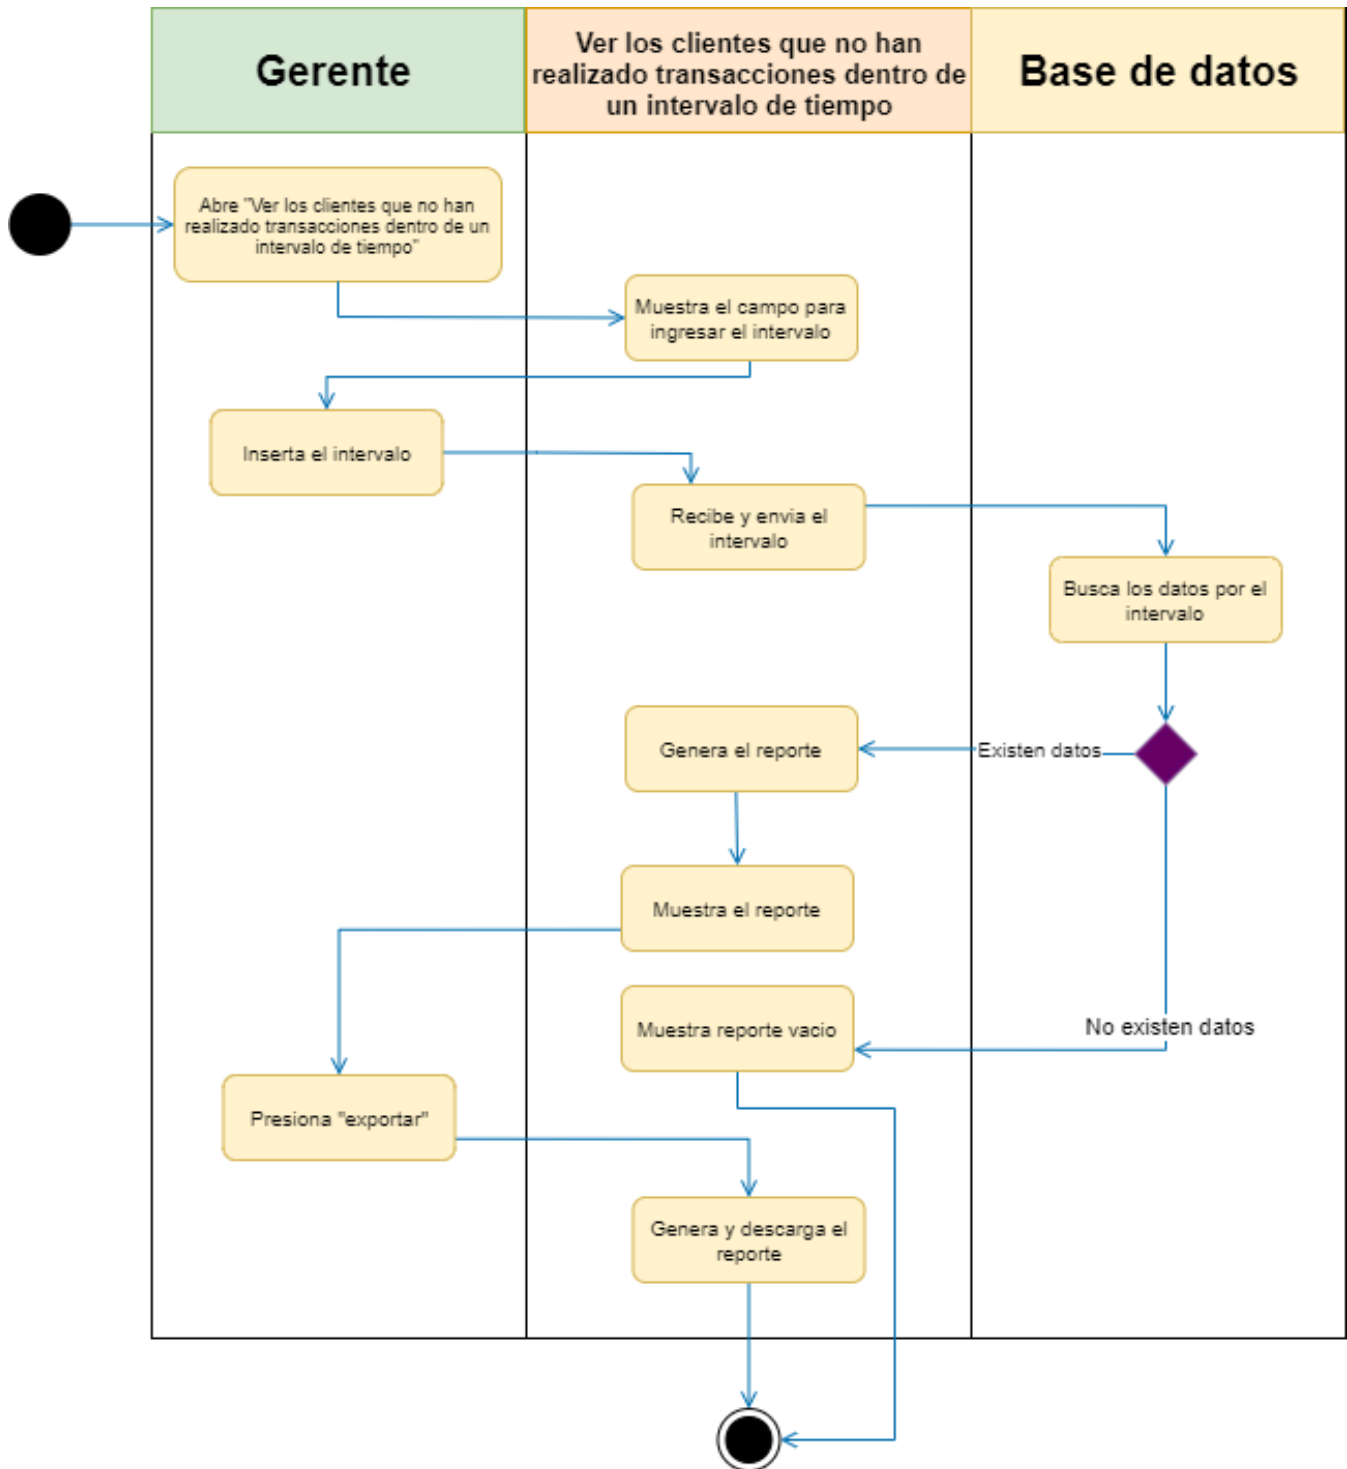 Gerente
Ver los clientes que no han
realizado transacciones dentro de
un intervalo de tiempo
Base de datos
Abre "Ver los clientes que no han
realizado transacciones dentro de un
intervalo de tiempo"
Muestra el campo para
ingresar el intervalo
Inserta el intervalo
Recibe y envia el
intervalo
Busca los datos por el
intervalo
Genera el reporte
Existen datos
Muestra el reporte
Muestra reporte vacio
No existen datos
Presiona "exportar"
Genera y descarga el
reporte